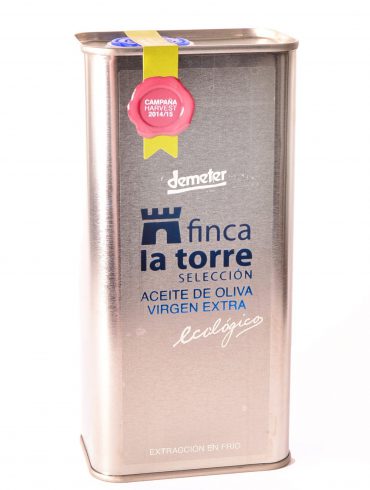 CAMPAÑA
HARVEST
2014/15
demeter
finca
la torre
SELECCIÓN
ACEITE DE OLIVA
VIRGEN EXTRA
ecológico
EXTRACCIÓN EN FRÍO